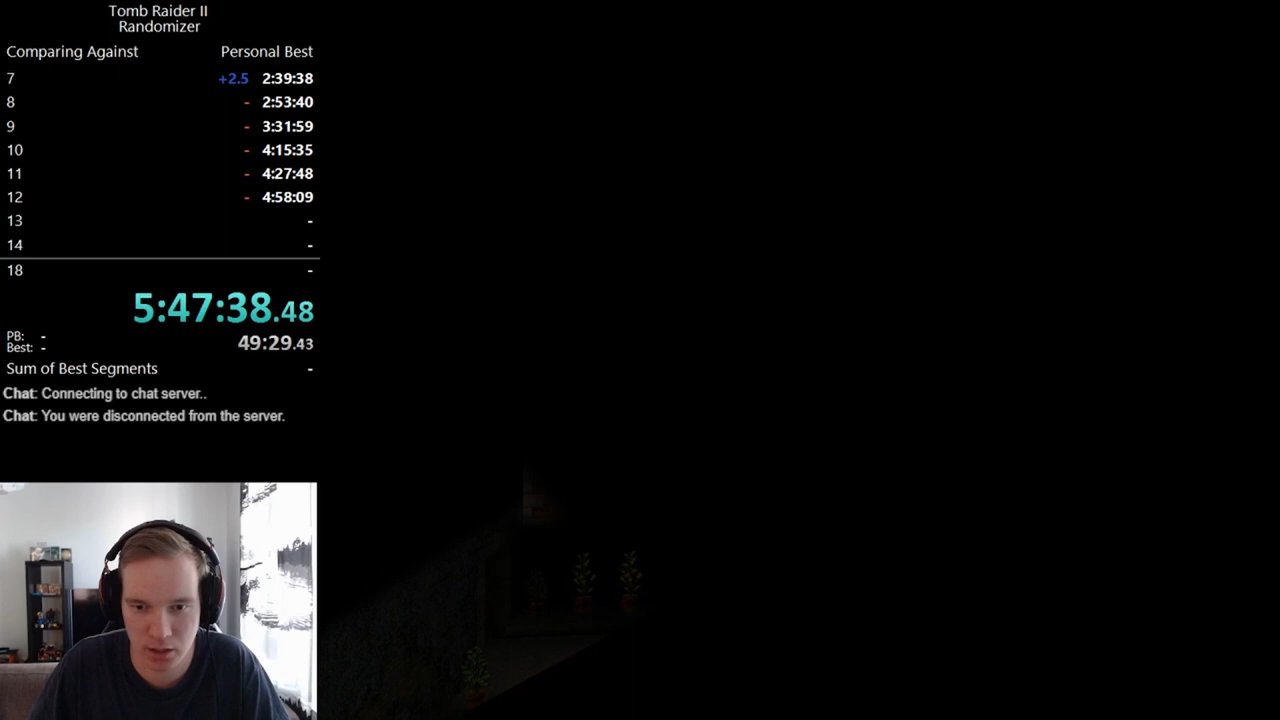 Tomb Raider II
Randomizer
Comparing Against Personal Best
7 +2.5 2:39:38
8 - 2:53:40
9 - 3:31:59
10 - 4:15:35
11 - 4:27:48
12 - 4:58:09
13 -
14 -
18 -
5:47:38.48
PB: - 
Best: - 49:29.43
Sum of Best Segments -
Chat: Connecting to chat server..
Chat: You were disconnected from the server.